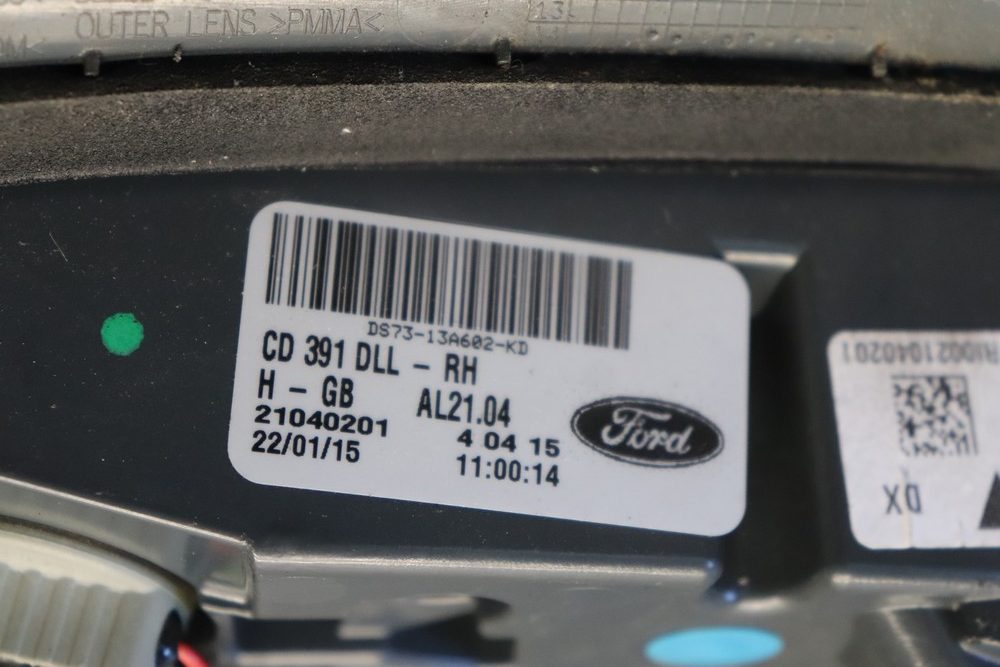 OUTER LENS >PMMA<
13
DS73-13A602-KD
CD 391 DLL - RH
H - GB AL21.04
21040201 4 04 15
22/01/15 11:00:14
Ford
DX